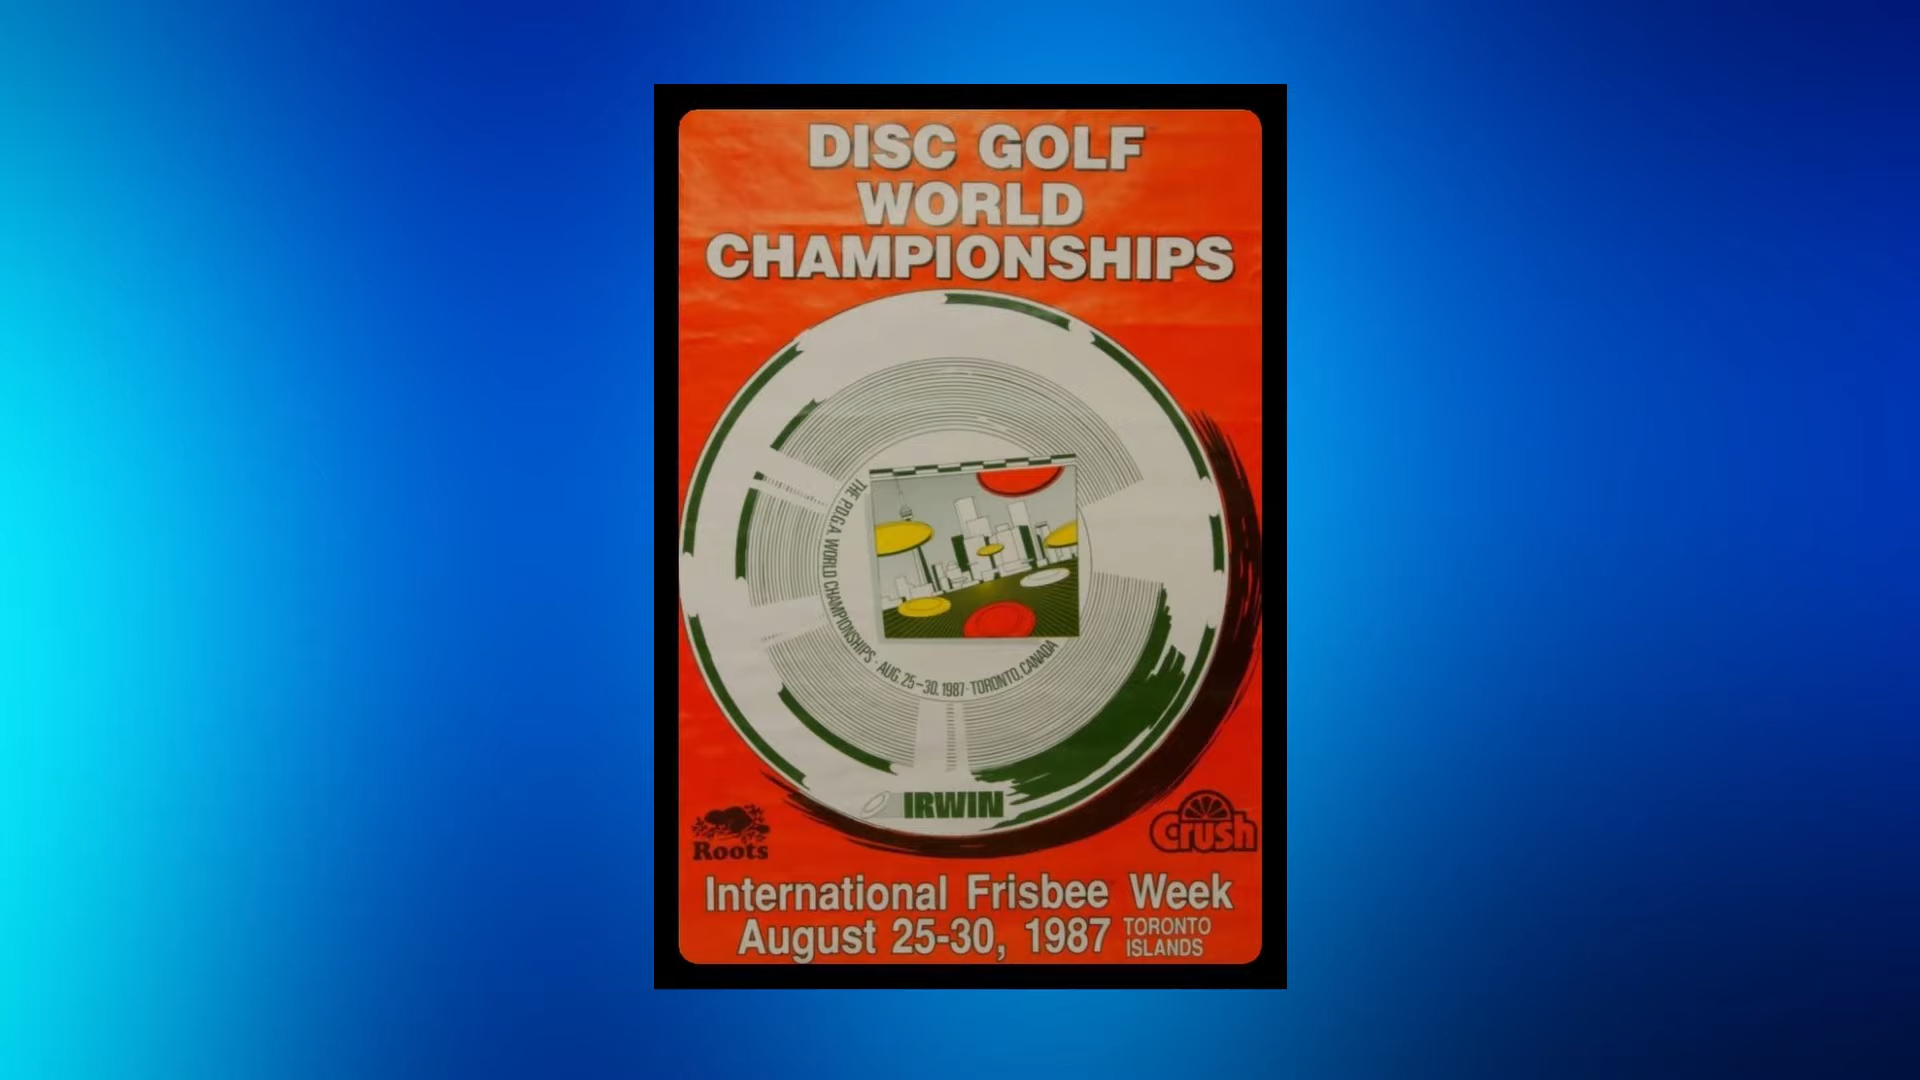 DISC GOLF
WORLD
CHAMPIONSHIPS
THE P.D.G.A. WORLD CHAMPIONSHIPS · AUG. 25-30, 1987 · TORONTO, CANADA
IRWIN
Roots
Crush
International Frisbee Week
August 25-30, 1987 TORONTO
ISLANDS